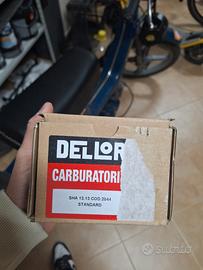 DELLOR
CARBURATORI
SHA 13.13 COD 2044
STANDARD
Subito